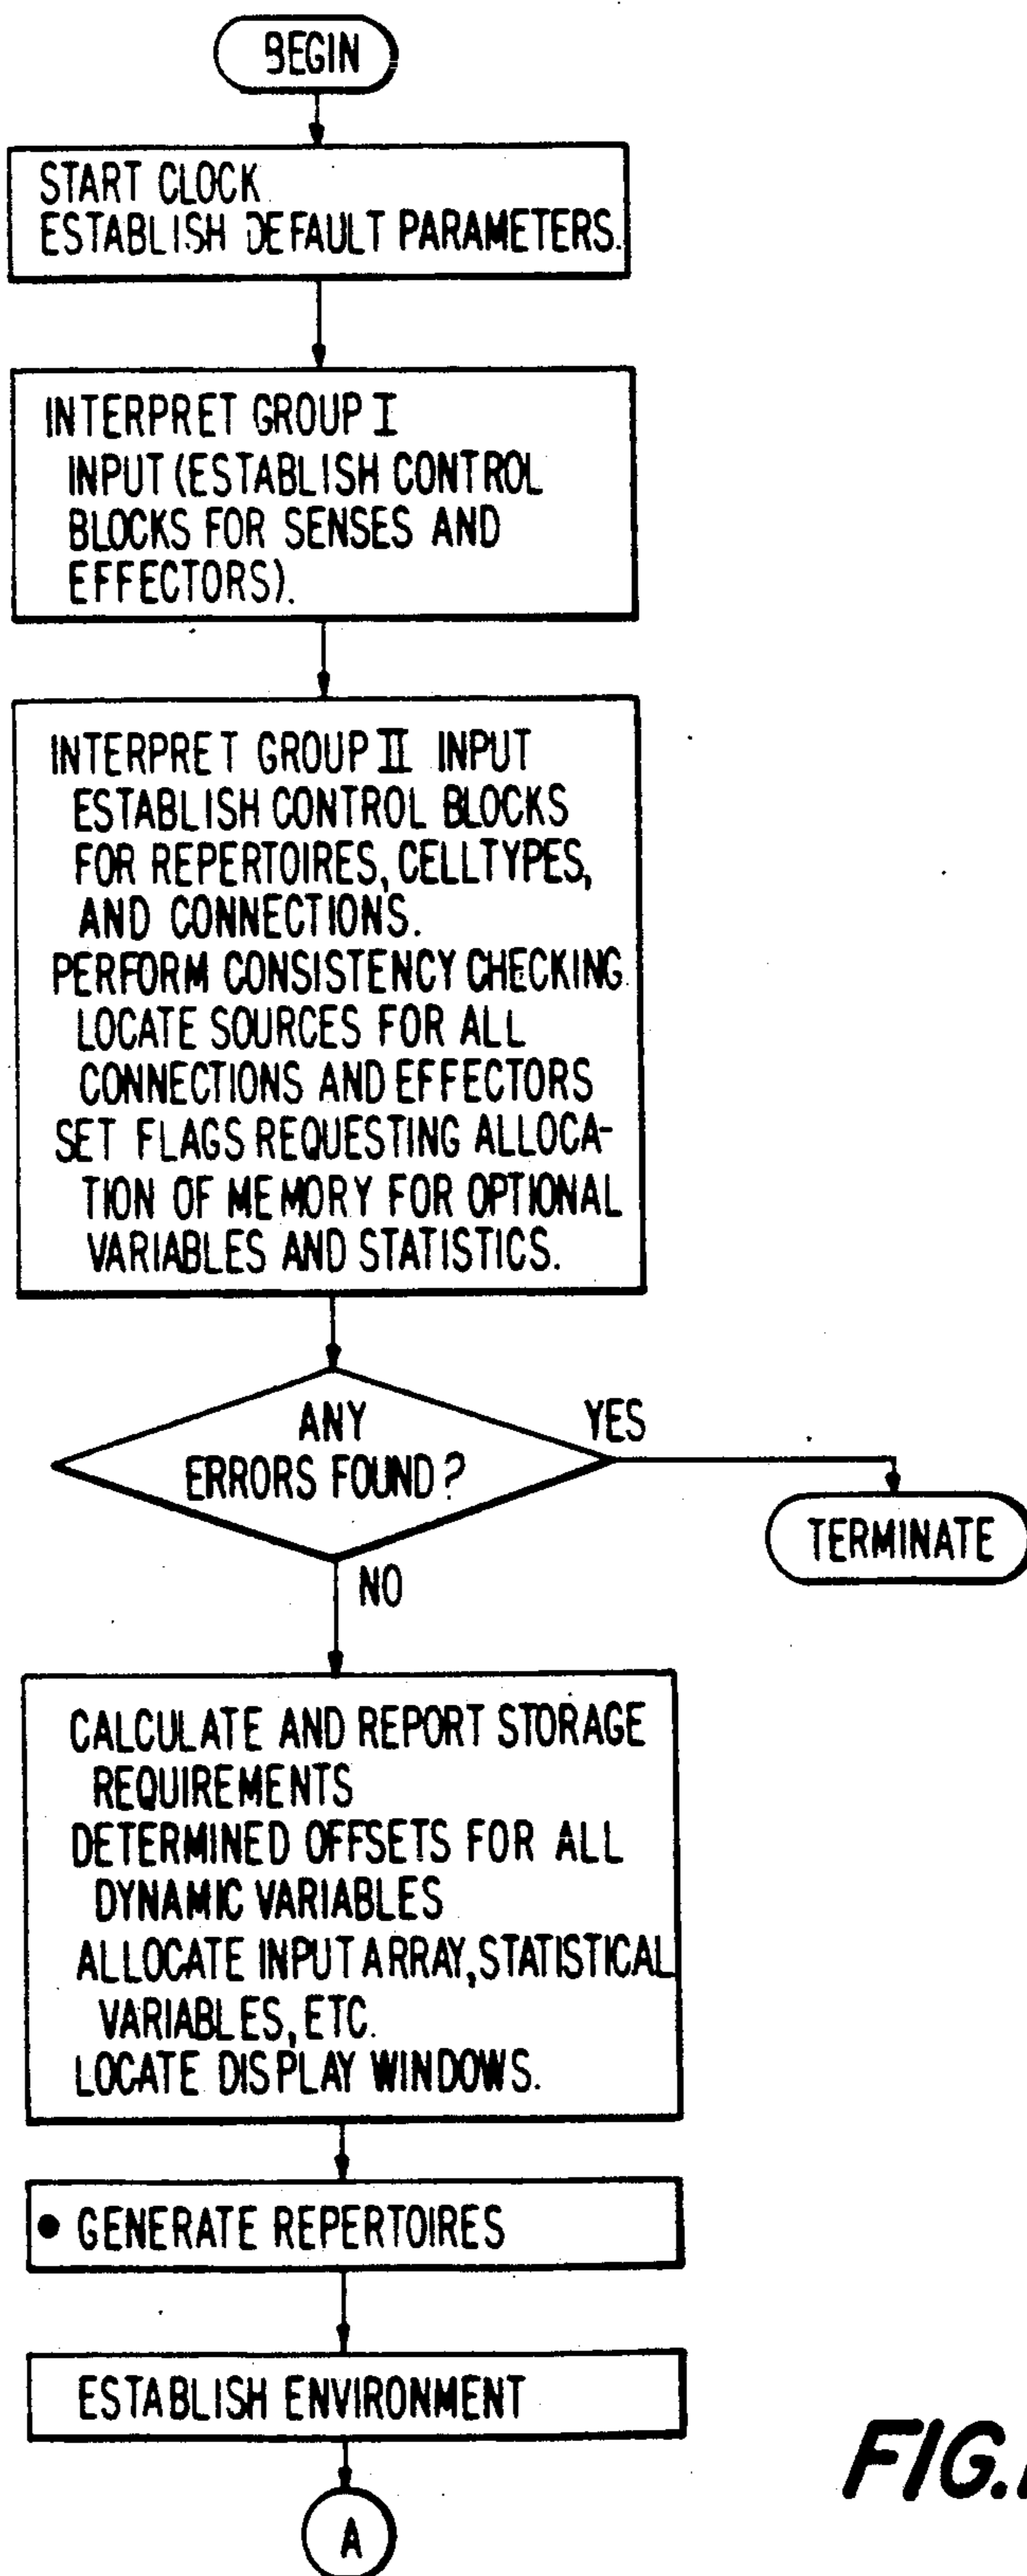 BEGIN
START CLOCK
ESTABLISH DEFAULT PARAMETERS.
INTERPRET GROUP I
INPUT (ESTABLISH CONTROL
BLOCKS FOR SENSES AND
EFFECTORS).
INTERPRET GROUP II INPUT
ESTABLISH CONTROL BLOCKS
FOR REPERTOIRES, CELLTYPES,
AND CONNECTIONS.
PERFORM CONSISTENCY CHECKING
LOCATE SOURCES FOR ALL
CONNECTIONS AND EFFECTORS
SET FLAGS REQUESTING ALLOCA-
TION OF MEMORY FOR OPTIONAL
VARIABLES AND STATISTICS.
ANY
ERRORS FOUND?
YES
TERMINATE
NO
CALCULATE AND REPORT STORAGE
REQUIREMENTS
DETERMINED OFFSETS FOR ALL
DYNAMIC VARIABLES
ALLOCATE INPUT ARRAY, STATISTICAL
VARIABLES, ETC.
LOCATE DISPLAY WINDOWS.
• GENERATE REPERTOIRES
ESTABLISH ENVIRONMENT
A
FIG.